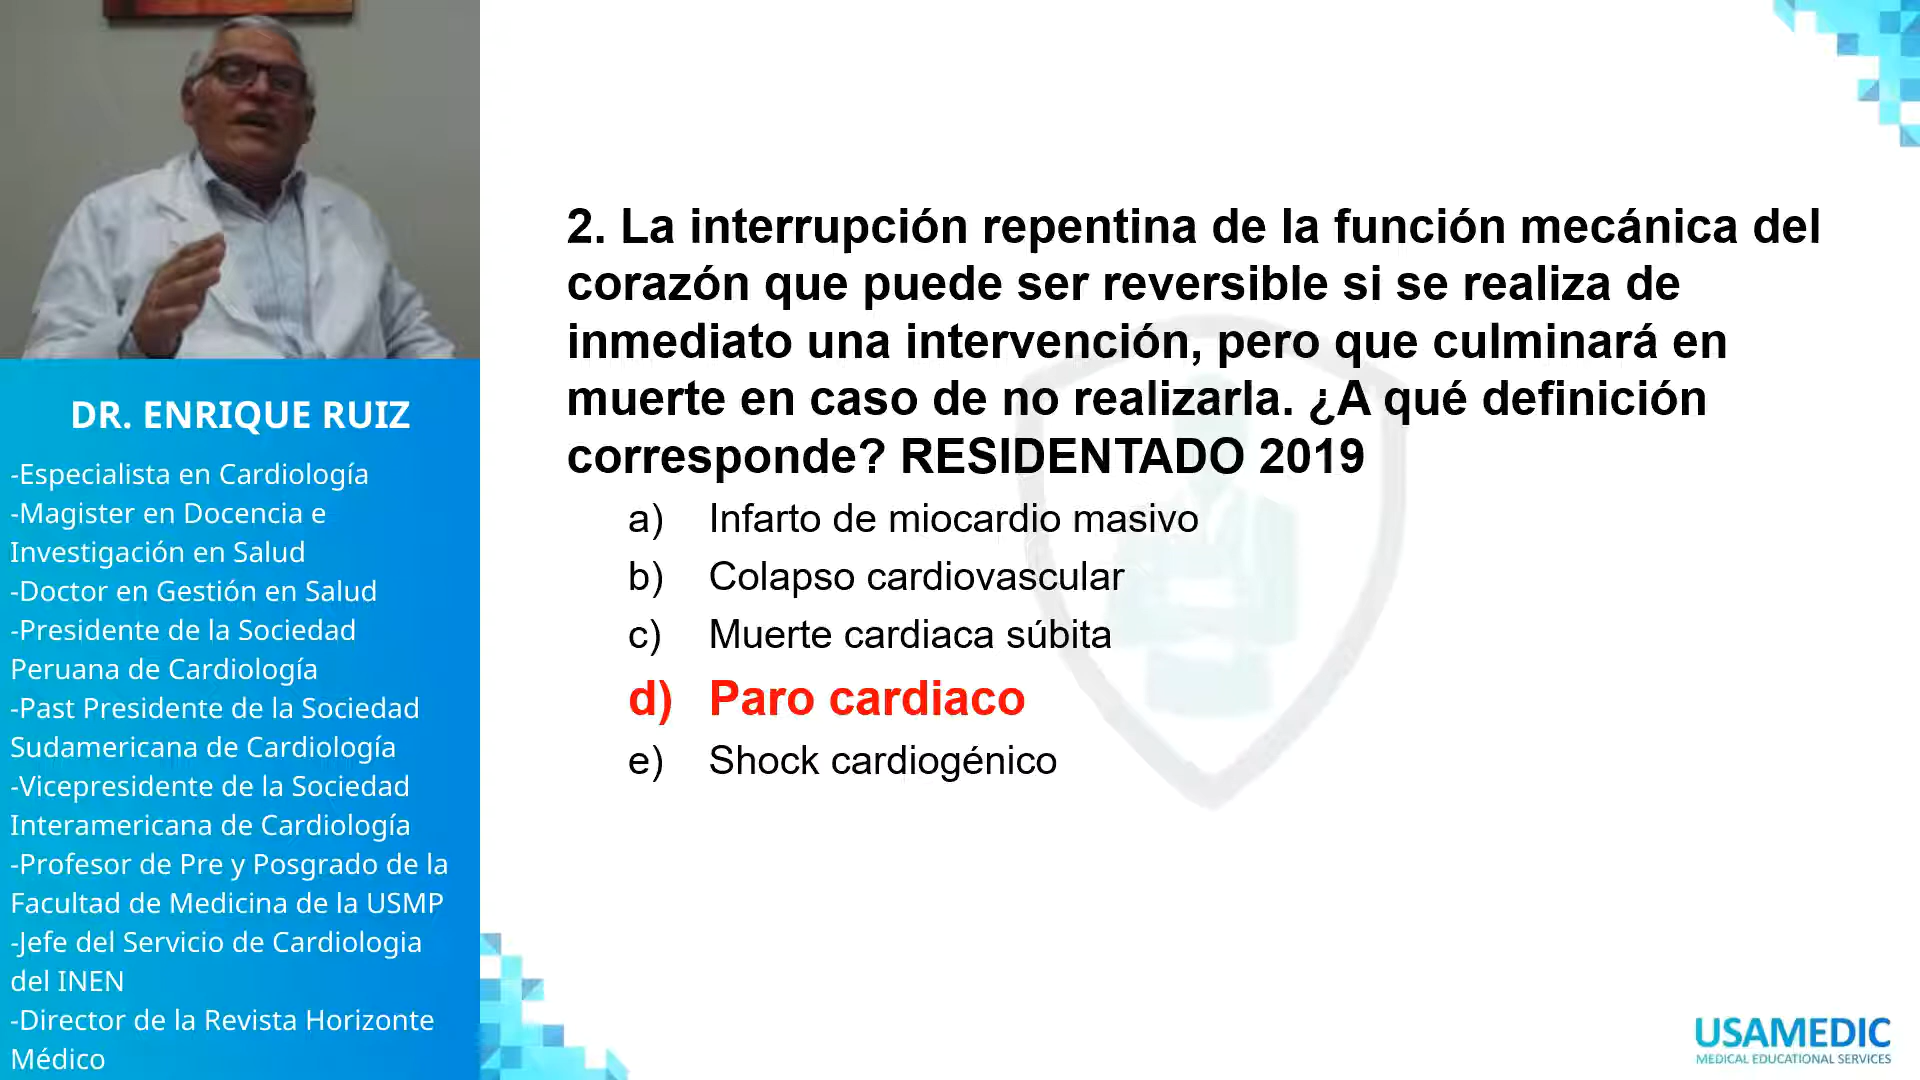 DR. ENRIQUE RUIZ
-Especialista en Cardiología
-Magister en Docencia e
Investigación en Salud
-Doctor en Gestión en Salud
-Presidente de la Sociedad
Peruana de Cardiología
-Past Presidente de la Sociedad
Sudamericana de Cardiología
-Vicepresidente de la Sociedad
Interamericana de Cardiología
-Profesor de Pre y Posgrado de la
Facultad de Medicina de la USMP
-Jefe del Servicio de Cardiologia
del INEN
-Director de la Revista Horizonte
Médico
2. La interrupción repentina de la función mecánica del
corazón que puede ser reversible si se realiza de
inmediato una intervención, pero que culminará en
muerte en caso de no realizarla. ¿A qué definición
corresponde? RESIDENTADO 2019
a) Infarto de miocardio masivo
b) Colapso cardiovascular
c) Muerte cardiaca súbita
d) Paro cardiaco
e) Shock cardiogénico
USAMEDIC
MEDICAL EDUCATIONAL SERVICES